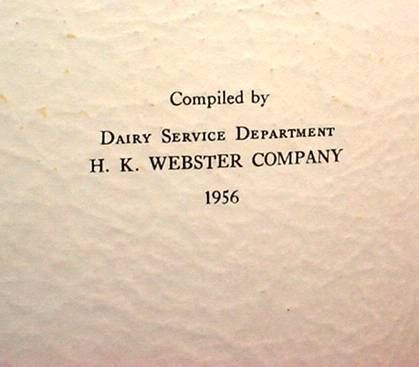 Compiled by
Dairy Service Department
H. K. WEBSTER COMPANY
1956